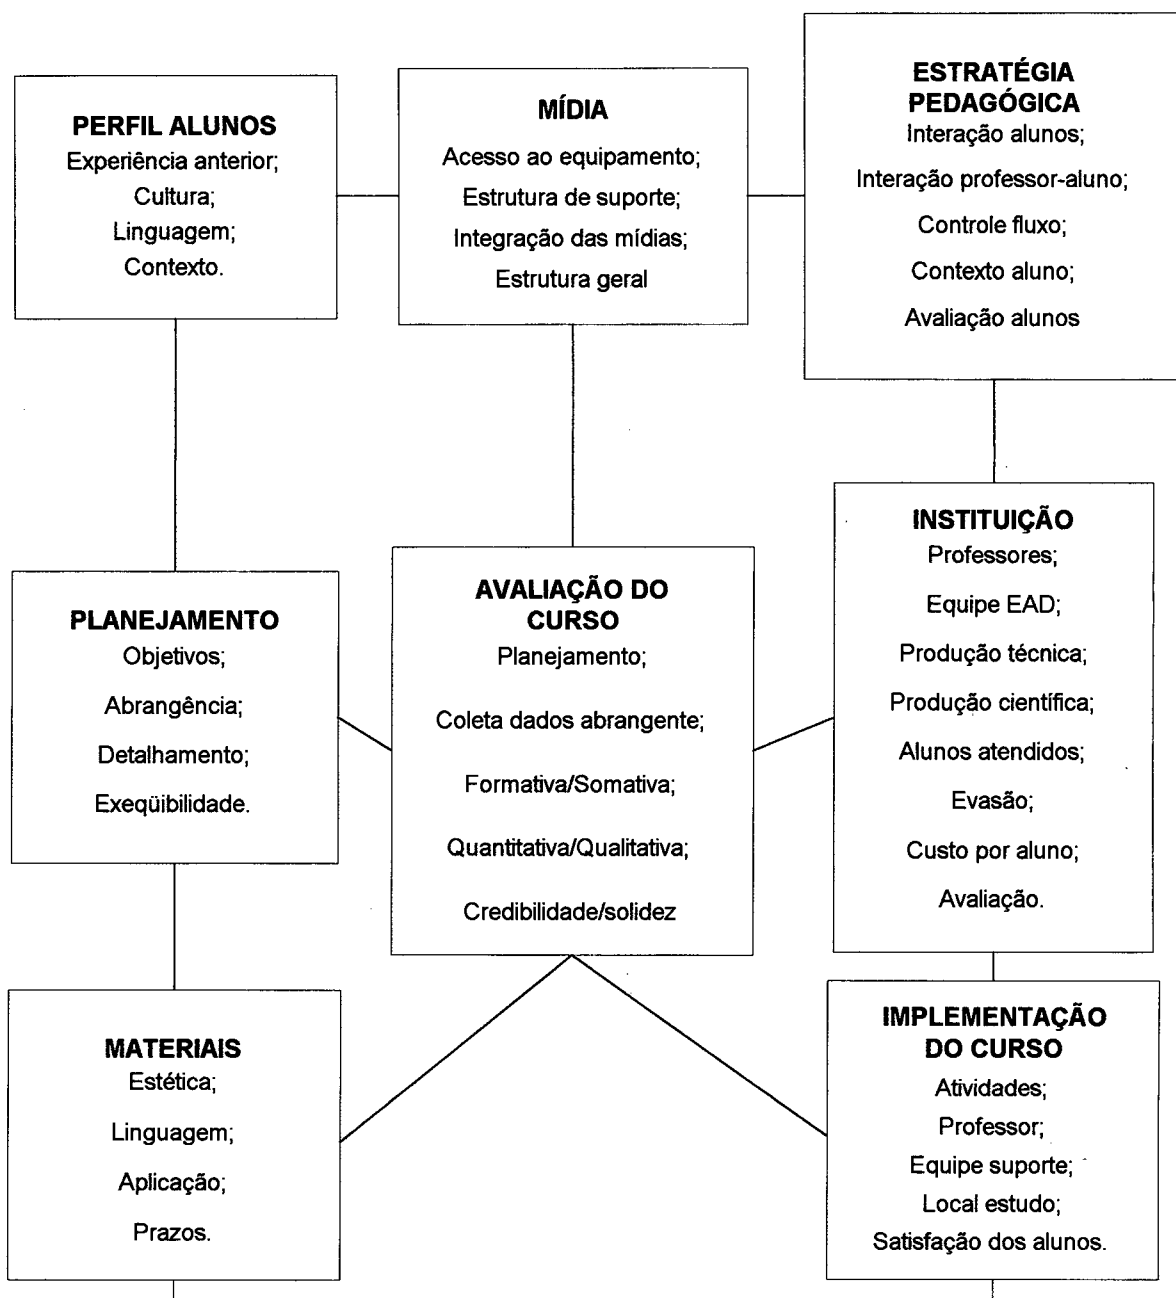 PERFIL ALUNOS
Experiência anterior;
Cultura;
Linguagem;
Contexto.
MÍDIA
Acesso ao equipamento;
Estrutura de suporte;
Integração das mídias;
Estrutura geral
ESTRATÉGIA
PEDAGÓGICA
Interação alunos;
Interação professor-aluno;
Controle fluxo;
Contexto aluno;
Avaliação alunos
PLANEJAMENTO
Objetivos;
Abrangência;
Detalhamento;
Exeqüibilidade.
AVALIAÇÃO DO
CURSO
Planejamento;
Coleta dados abrangente;
Formativa/Somativa;
Quantitativa/Qualitativa;
Credibilidade/solidez
INSTITUIÇÃO
Professores;
Equipe EAD;
Produção técnica;
Produção científica;
Alunos atendidos;
Evasão;
Custo por aluno;
Avaliação.
MATERIAIS
Estética;
Linguagem;
Aplicação;
Prazos.
IMPLEMENTAÇÃO
DO CURSO
Atividades;
Professor;
Equipe suporte;
Local estudo;
Satisfação dos alunos.